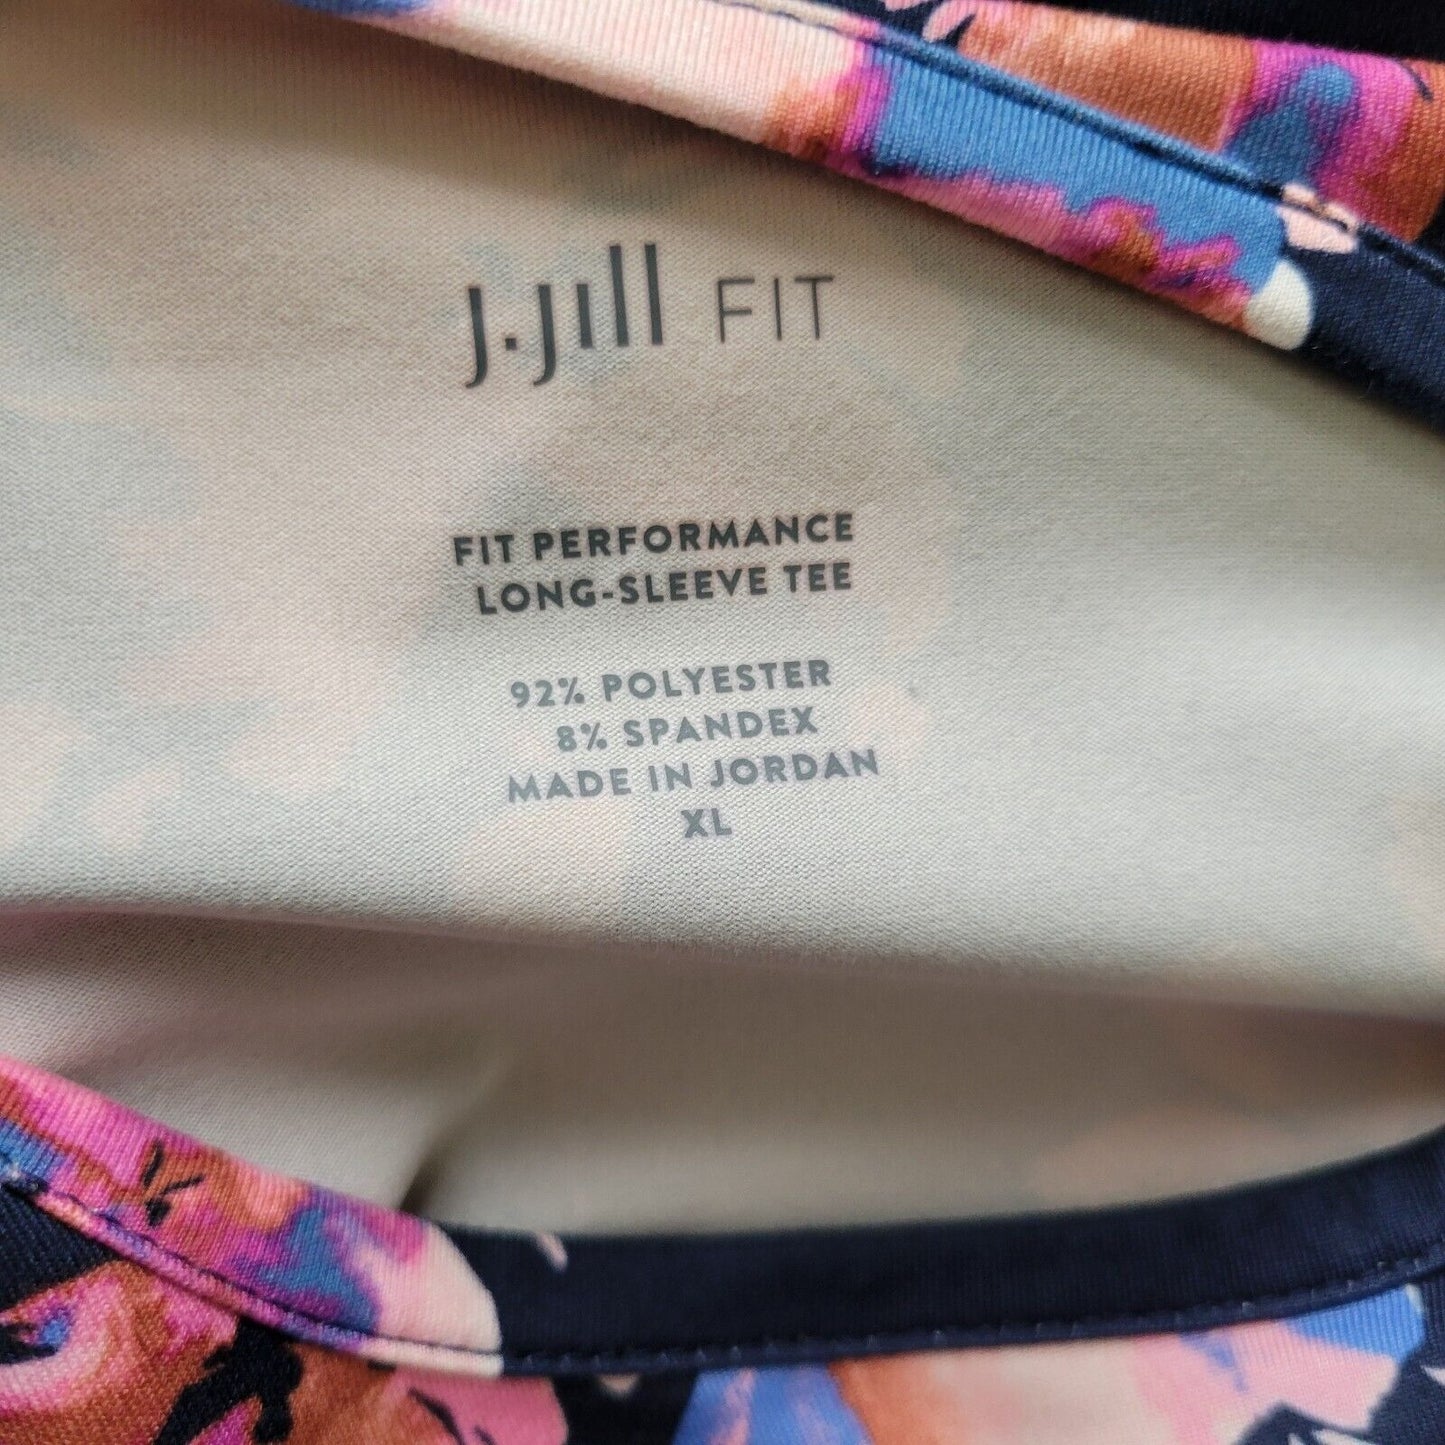 J.Jill FIT
FIT PERFORMANCE
LONG-SLEEVE TEE
92% POLYESTER
8% SPANDEX
MADE IN JORDAN
XL